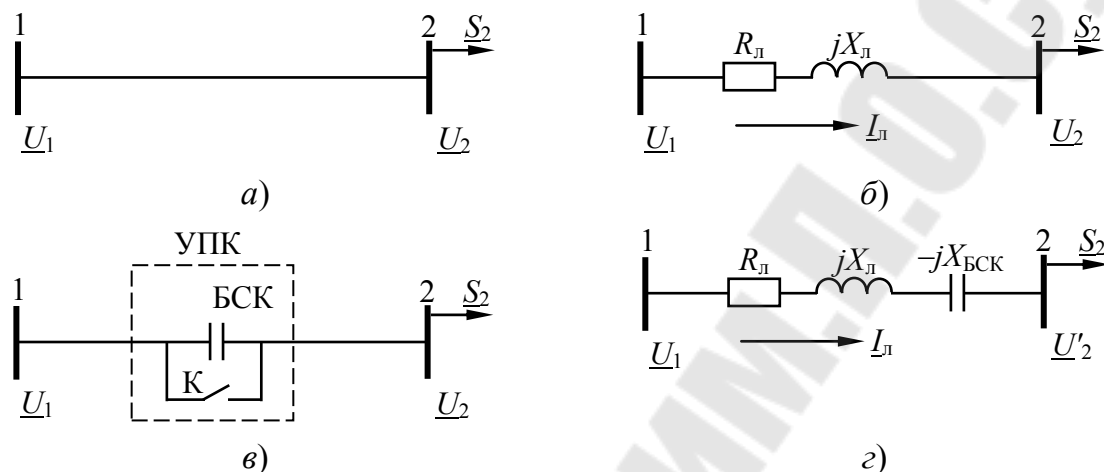 1 2 S₂
U₁ U₂
а)
1 Rл jXл 2 S₂
U₁ Iл U₂
б)
УПК
1 БСК 2 S₂
К
U₁ U₂
в)
1 Rл jXл –jXБСК 2 S₂
U₁ Iл U'₂
г)